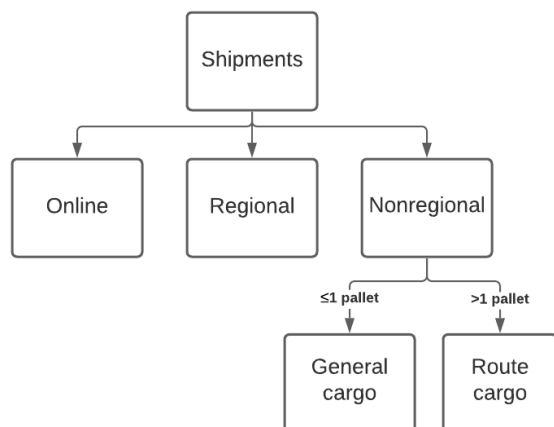 Shipments
Online
Regional
Nonregional
≤1 pallet
>1 pallet
General
cargo
Route
cargo